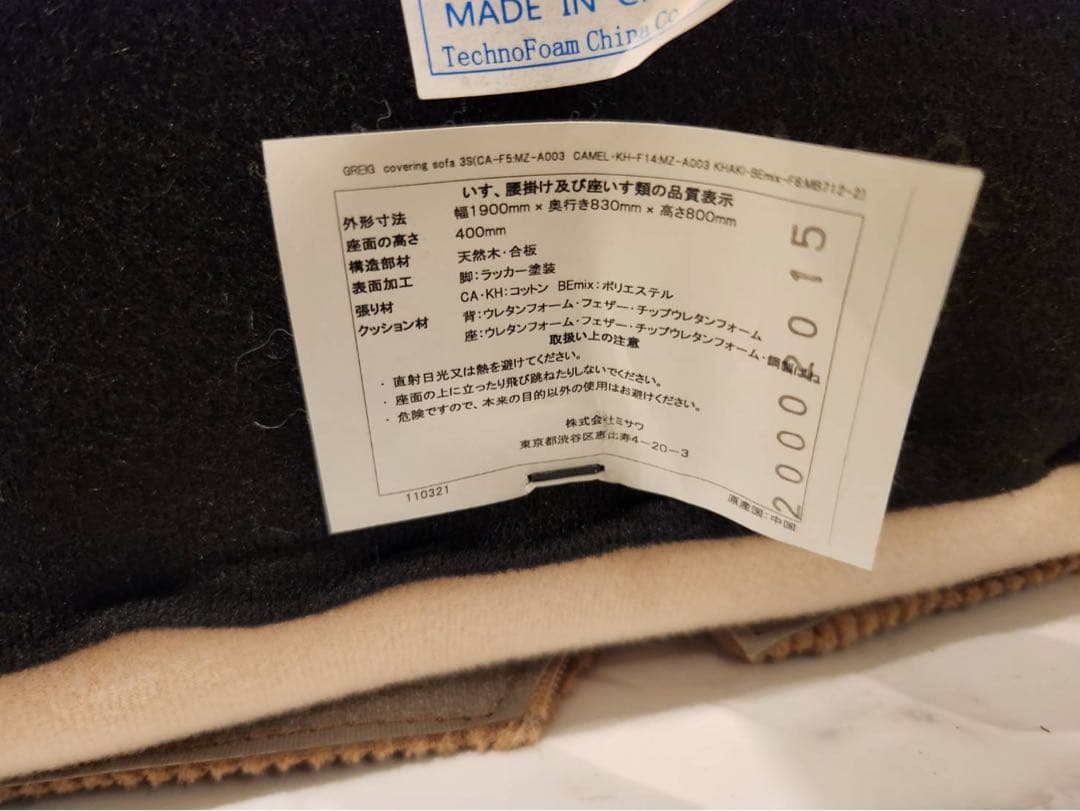 MADE IN C
TechnoFoam China Co
GREIG covering sofa 3S(CA-F5:MZ-A003 CAMEL・KH-F14:MZ-A003 KHAKI・BEmix-F6:MB712-2)
いす、腰掛け及び座いす類の品質表示
外形寸法 幅1900mm × 奥行き830mm × 高さ800mm
座面の高さ 400mm
構造部材 天然木・合板
表面加工 脚:ラッカー塗装
張り材 CA・KH:コットン BEmix:ポリエステル
クッション材 背:ウレタンフォーム・フェザー・チップウレタンフォーム
座:ウレタンフォーム・フェザー・チップウレタンフォーム・鋼製ばね
取扱い上の注意
・直射日光又は熱を避けてください。
・座面の上に立ったり飛び跳ねたりしないでください。
・危険ですので、本来の目的以外の使用はお避けください。
株式会社ミサワ
東京都渋谷区恵比寿4-20-3
110321
原産国:中国
20002015